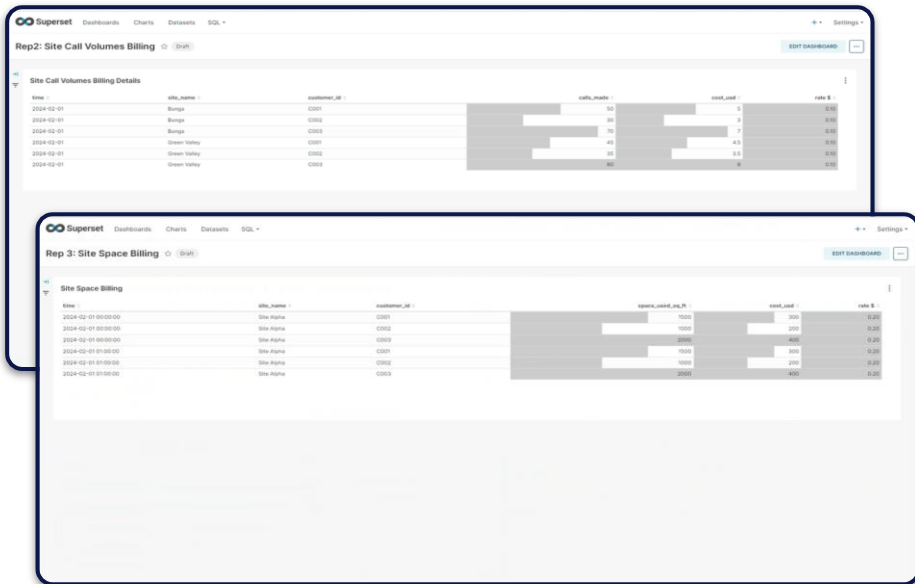 Superset Dashboards Charts Datasets SQL Settings
Rep2: Site Call Volumes Billing Draft EDIT DASHBOARD
Site Call Volumes Billing Details
time site_name customer_id calls_made cost_usd rate $
2024-02-01 Bonga C001 50 5 0.10
2024-02-01 Bonga C002 30 3 0.10
2024-02-01 Bonga C003 70 7 0.10
2024-02-01 Green Valley C001 45 4.5 0.10
2024-02-01 Green Valley C002 35 3.5 0.10
2024-02-01 Green Valley C003 80 8 0.10
Superset Dashboards Charts Datasets SQL Settings
Rep 3: Site Space Billing Draft EDIT DASHBOARD
Site Space Billing
time site_name customer_id space_used_sq_ft cost_usd rate $
2024-02-01 00:00:00 Site Alpha C001 1500 300 0.20
2024-02-01 00:00:00 Site Alpha C002 1000 200 0.20
2024-02-01 00:00:00 Site Alpha C003 2000 400 0.20
2024-02-01 01:00:00 Site Alpha C001 1500 300 0.20
2024-02-01 01:00:00 Site Alpha C002 1000 200 0.20
2024-02-01 01:00:00 Site Alpha C003 2000 400 0.20